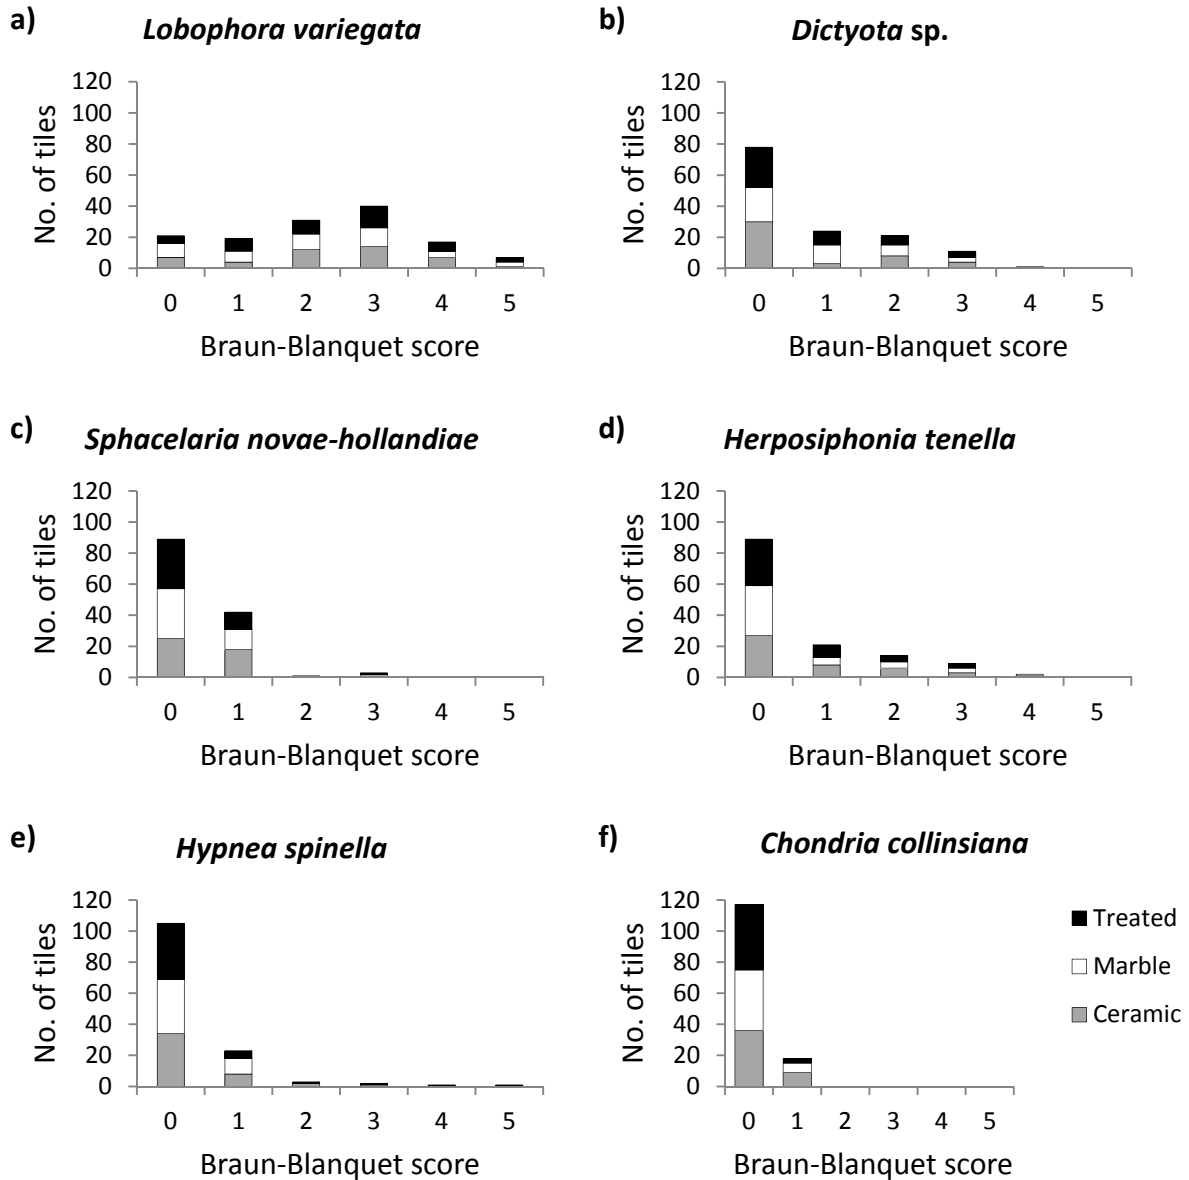 a) Lobophora variegata
120
100
80
60
40
20
0
No. of tiles
0 1 2 3 4 5
Braun-Blanquet score
b) Dictyota sp.
120
100
80
60
40
20
0
No. of tiles
0 1 2 3 4 5
Braun-Blanquet score
c) Sphacelaria novae-hollandiae
120
100
80
60
40
20
0
No. of tiles
0 1 2 3 4 5
Braun-Blanquet score
d) Herposiphonia tenella
120
100
80
60
40
20
0
No. of tiles
0 1 2 3 4 5
Braun-Blanquet score
e) Hypnea spinella
120
100
80
60
40
20
0
No. of tiles
0 1 2 3 4 5
Braun-Blanquet score
f) Chondria collinsiana
120
100
80
60
40
20
0
No. of tiles
0 1 2 3 4 5
Braun-Blanquet score
Treated
Marble
Ceramic